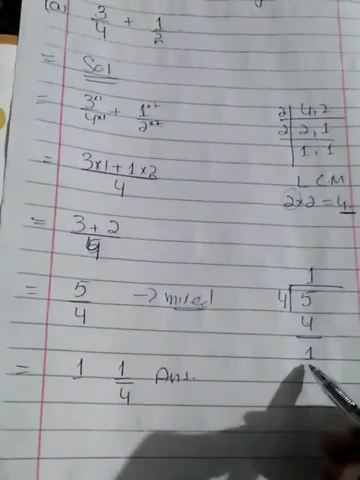 (a) 3/4 + 1/2
= Sol
= 3×1/4×1 + 1×2/2×2
2 | 4, 2
2 | 2, 1
1, 1
= 3×1+1×2/4
LCM
2×2=4
= 3+2/4
= 5/4 → mixed
1
4 | 5
4
1
= 1 1/4 Ans.